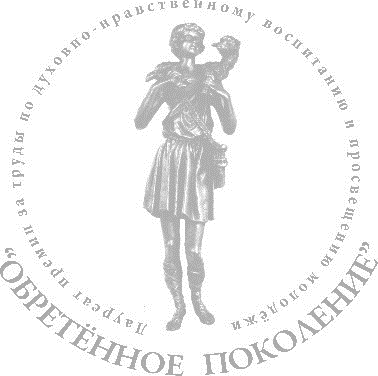 Лауреат премии за труды по духовно-нравственному воспитанию и просвещению молодёжи
"ОБРЕТЁННОЕ ПОКОЛЕНИЕ"